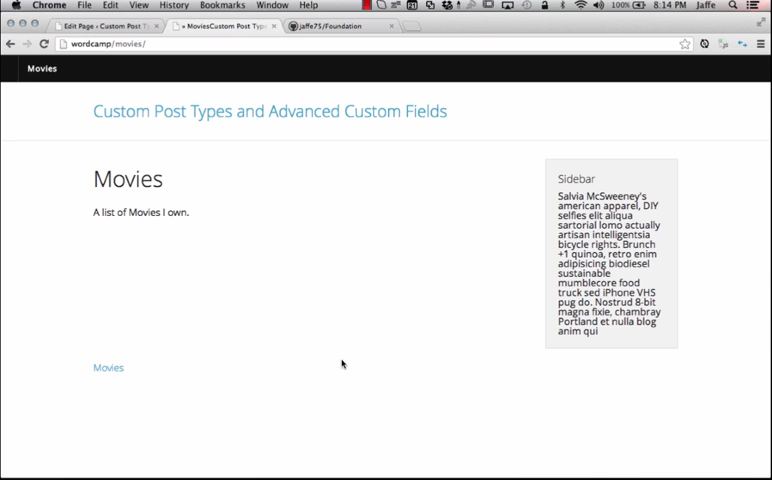 Chrome File Edit View History Bookmarks Window Help 100% 8:14 PM Jaffe
Edit Page ‹ Custom Post T × » MoviesCustom Post Type × jaffe75/Foundation ×
wordcamp/movies/
Movies
Custom Post Types and Advanced Custom Fields
Movies
A list of Movies I own.
Sidebar
Salvia McSweeney's
american apparel, DIY
selfies elit aliqua
sartorial lomo actually
artisan intelligentsia
bicycle rights. Brunch
+1 quinoa, retro enim
adipisicing biodiesel
sustainable
mumblecore food
truck sed iPhone VHS
pug do. Nostrud 8-bit
magna fixie, chambray
Portland et nulla blog
anim qui
Movies